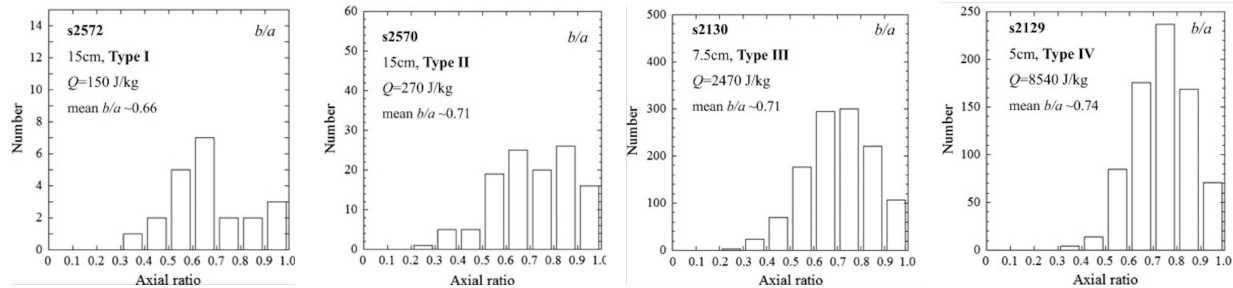 s2572
b/a
15cm, Type I
Q=150 J/kg
mean b/a ~0.66
Number
14
12
10
8
6
4
2
0
0 0.1 0.2 0.3 0.4 0.5 0.6 0.7 0.8 0.9 1.0
Axial ratio
s2570
b/a
15cm, Type II
Q=270 J/kg
mean b/a ~0.71
Number
60
50
40
30
20
10
0
0 0.1 0.2 0.3 0.4 0.5 0.6 0.7 0.8 0.9 1.0
Axial ratio
s2130
b/a
7.5cm, Type III
Q=2470 J/kg
mean b/a ~0.71
Number
500
400
300
200
100
0
0 0.1 0.2 0.3 0.4 0.5 0.6 0.7 0.8 0.9 1.0
Axial ratio
s2129
b/a
5cm, Type IV
Q=8540 J/kg
mean b/a ~0.74
Number
250
200
150
100
50
0
0 0.1 0.2 0.3 0.4 0.5 0.6 0.7 0.8 0.9 1.0
Axial ratio